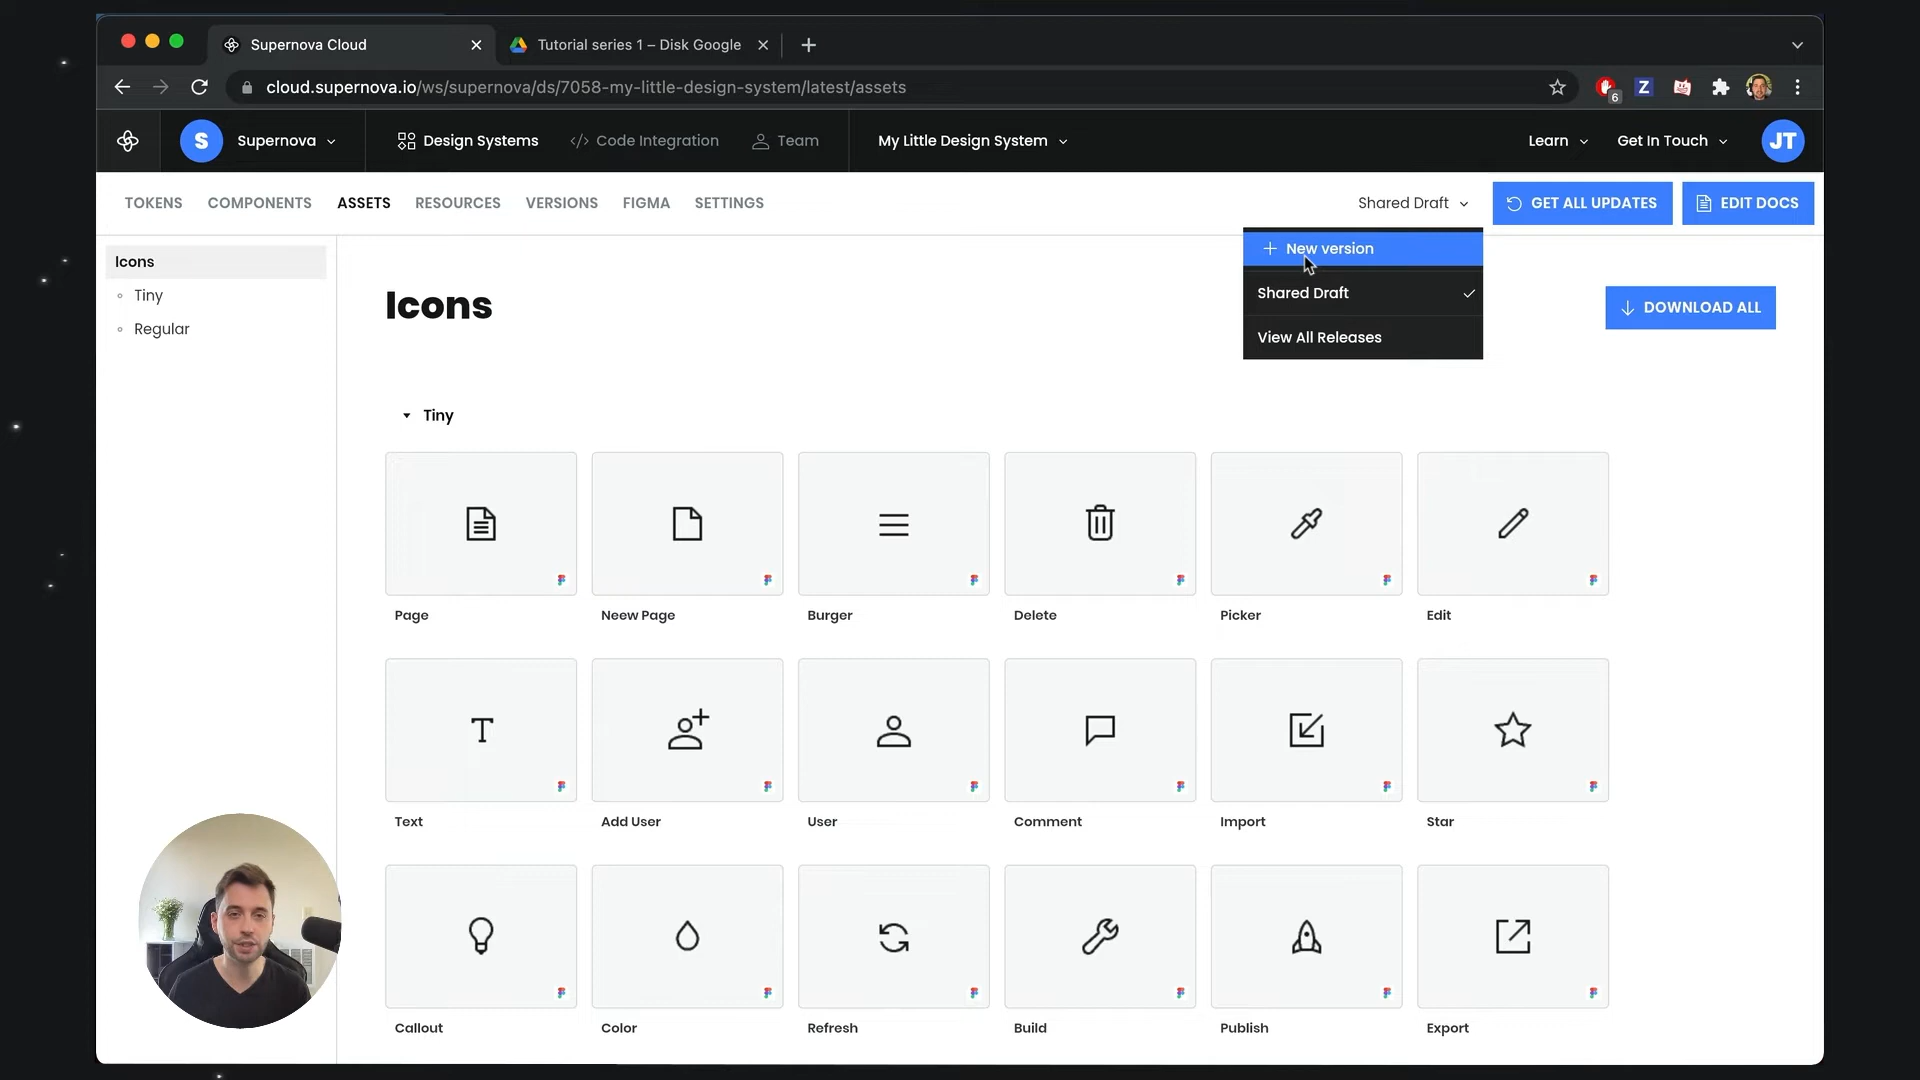 Supernova Cloud
Tutorial series 1 – Disk Google
cloud.supernova.io/ws/supernova/ds/7058-my-little-design-system/latest/assets
6
Z
S
Supernova
Design Systems
Code Integration
Team
My Little Design System
Learn
Get In Touch
JT
TOKENS
COMPONENTS
ASSETS
RESOURCES
VERSIONS
FIGMA
SETTINGS
Shared Draft
GET ALL UPDATES
EDIT DOCS
New version
Shared Draft
View All Releases
Icons
Tiny
Regular
Icons
DOWNLOAD ALL
Tiny
Page
Neew Page
Burger
Delete
Picker
Edit
Text
Add User
User
Comment
Import
Star
Callout
Color
Refresh
Build
Publish
Export